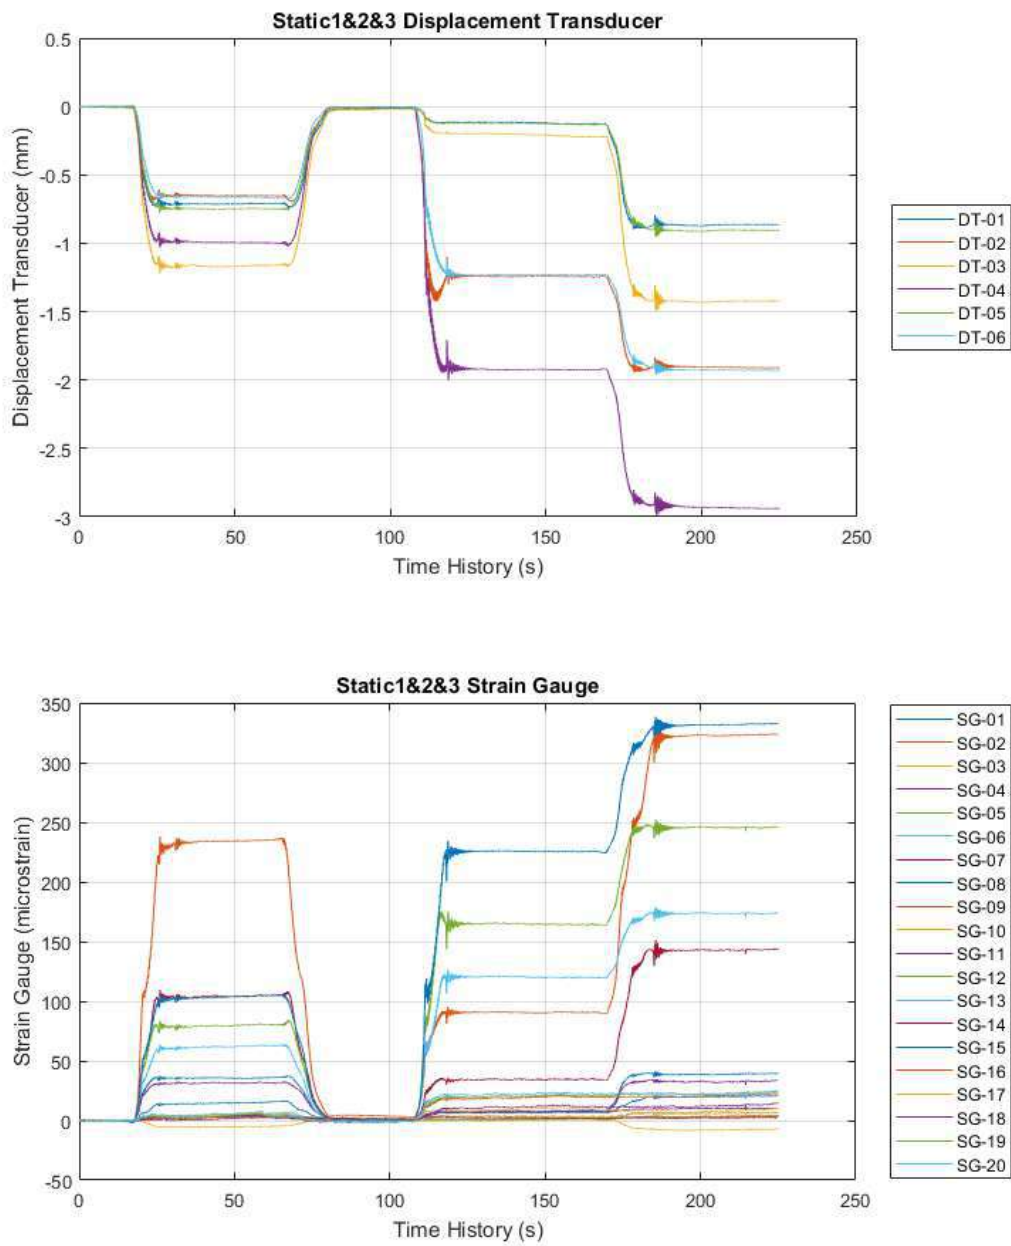 Static1&2&3 Displacement Transducer
0.5
0
-0.5
-1
-1.5
-2
-2.5
-3
Displacement Transducer (mm)
0 50 100 150 200 250
Time History (s)
DT-01
DT-02
DT-03
DT-04
DT-05
DT-06
Static1&2&3 Strain Gauge
350
300
250
200
150
100
50
0
-50
Strain Gauge (microstrain)
0 50 100 150 200 250
Time History (s)
SG-01
SG-02
SG-03
SG-04
SG-05
SG-06
SG-07
SG-08
SG-09
SG-10
SG-11
SG-12
SG-13
SG-14
SG-15
SG-16
SG-17
SG-18
SG-19
SG-20